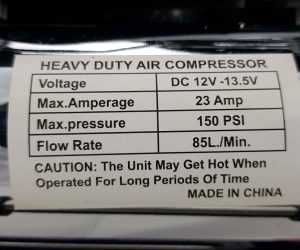 HEAVY DUTY AIR COMPRESSOR
Voltage DC 12V -13.5V
Max.Amperage 23 Amp
Max.pressure 150 PSI
Flow Rate 85L./Min.
CAUTION: The Unit May Get Hot When
Operated For Long Periods Of Time
MADE IN CHINA